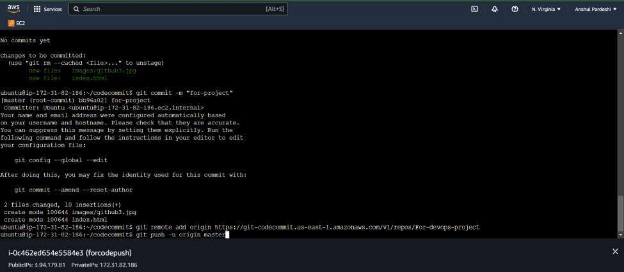 aws
Services
Search
[Alt+S]
N. Virginia
Anshul Pardeshi
EC2
No commits yet
Changes to be committed:
(use "git rm --cached <file>..." to unstage)
new file: images/github3.jpg
new file: index.html
ubuntu@ip-172-31-82-186:~/codecommit$ git commit -m "for-project"
[master (root-commit) bb96a02] for-project
Committer: Ubuntu <ubuntu@ip-172-31-82-186.ec2.internal>
Your name and email address were configured automatically based
on your username and hostname. Please check that they are accurate.
You can suppress this message by setting them explicitly. Run the
following command and follow the instructions in your editor to edit
your configuration file:
git config --global --edit
After doing this, you may fix the identity used for this commit with:
git commit --amend --reset-author
2 files changed, 10 insertions(+)
create mode 100644 images/github3.jpg
create mode 100644 index.html
ubuntu@ip-172-31-82-186:~/codecommit$ git remote add origin https://git-codecommit.us-east-1.amazonaws.com/v1/repos/For-devops-project
ubuntu@ip-172-31-82-186:~/codecommit$ git push -u origin master
i-0c462ed654e5584e3 (forcodepush)
PublicIPs: 3.94.179.81 PrivateIPs: 172.31.82.186